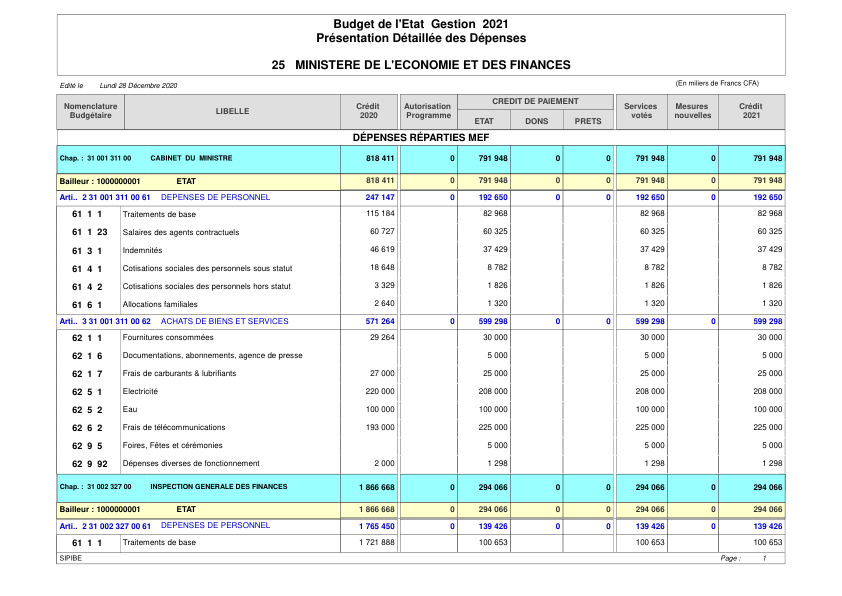 Budget de l'Etat Gestion 2021
Présentation Détaillée des Dépenses
25 MINISTERE DE L'ECONOMIE ET DES FINANCES
Edité le Lundi 28 Décembre 2020 (En miliers de Francs CFA)
Nomenclature Budgétaire LIBELLE Crédit 2020 Autorisation Programme CREDIT DE PAIEMENT ETAT DONS PRETS Services votés Mesures nouvelles Crédit 2021
DÉPENSES RÉPARTIES MEF
Chap. : 31 001 311 00 CABINET DU MINISTRE 818 411 0 791 948 0 0 791 948 0 791 948
Bailleur : 1000000001 ETAT 818 411 0 791 948 0 0 791 948 0 791 948
Arti.. 2 31 001 311 00 61 DEPENSES DE PERSONNEL 247 147 0 192 650 0 0 192 650 0 192 650
61 1 1 Traitements de base 115 184 82 968 82 968 82 968
61 1 23 Salaires des agents contractuels 60 727 60 325 60 325 60 325
61 3 1 Indemnités 46 619 37 429 37 429 37 429
61 4 1 Cotisations sociales des personnels sous statut 18 648 8 782 8 782 8 782
61 4 2 Cotisations sociales des personnels hors statut 3 329 1 826 1 826 1 826
61 6 1 Allocations familiales 2 640 1 320 1 320 1 320
Arti.. 3 31 001 311 00 62 ACHATS DE BIENS ET SERVICES 571 264 0 599 298 0 0 599 298 0 599 298
62 1 1 Fournitures consommées 29 264 30 000 30 000 30 000
62 1 6 Documentations, abonnements, agence de presse 5 000 5 000 5 000
62 1 7 Frais de carburants & lubrifiants 27 000 25 000 25 000 25 000
62 5 1 Electricité 220 000 208 000 208 000 208 000
62 5 2 Eau 100 000 100 000 100 000 100 000
62 6 2 Frais de télécommunications 193 000 225 000 225 000 225 000
62 9 5 Foires, Fêtes et cérémonies 5 000 5 000 5 000
62 9 92 Dépenses diverses de fonctionnement 2 000 1 298 1 298 1 298
Chap. : 31 002 327 00 INSPECTION GENERALE DES FINANCES 1 866 668 0 294 066 0 0 294 066 0 294 066
Bailleur : 1000000001 ETAT 1 866 668 0 294 066 0 0 294 066 0 294 066
Arti.. 2 31 002 327 00 61 DEPENSES DE PERSONNEL 1 765 450 0 139 426 0 0 139 426 0 139 426
61 1 1 Traitements de base 1 721 888 100 653 100 653 100 653
SIPIBE Page : 1